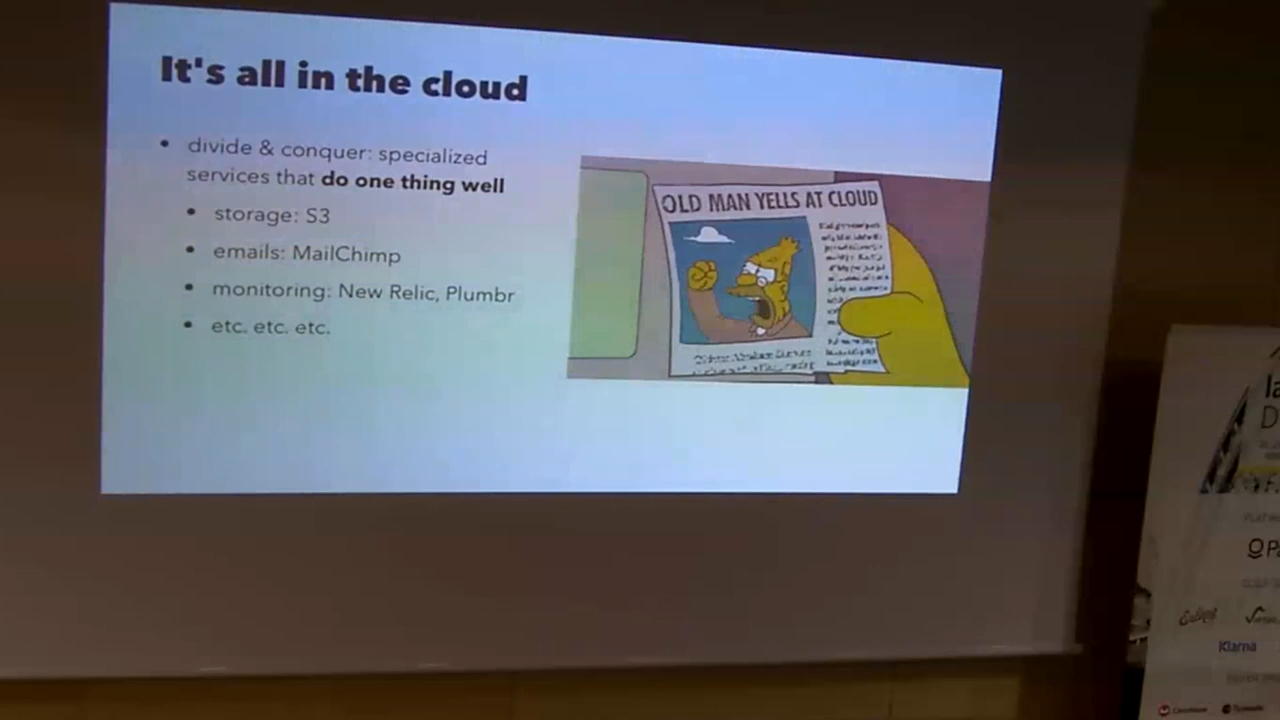 It's all in the cloud
• divide & conquer: specialized
services that do one thing well
• storage: S3
• emails: MailChimp
• monitoring: New Relic, Plumbr
• etc. etc. etc.
OLD MAN YELLS AT CLOUD
Klarna